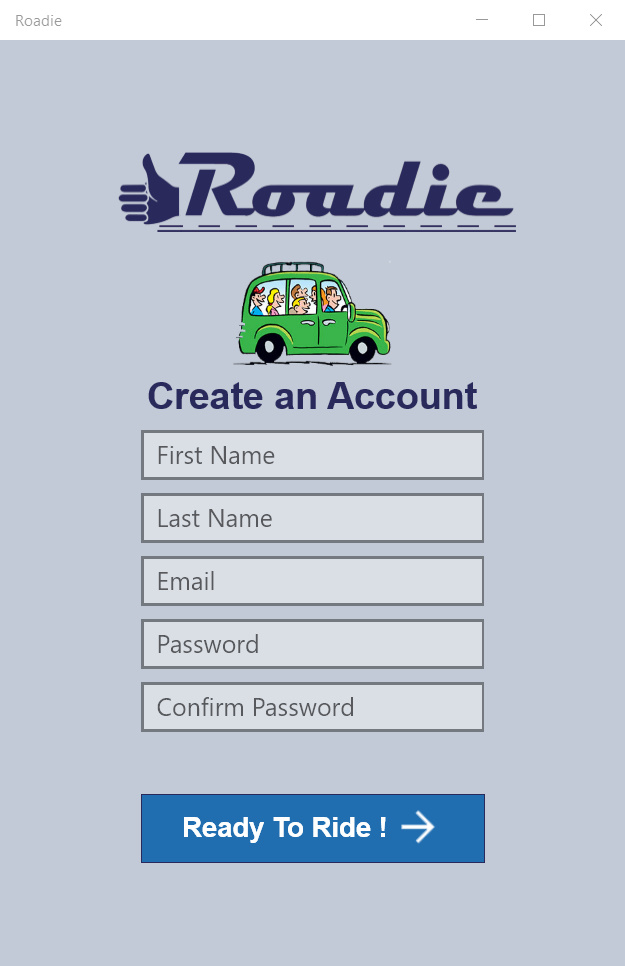 Roadie
Roadie
Create an Account
First Name
Last Name
Email
Password
Confirm Password
Ready To Ride !